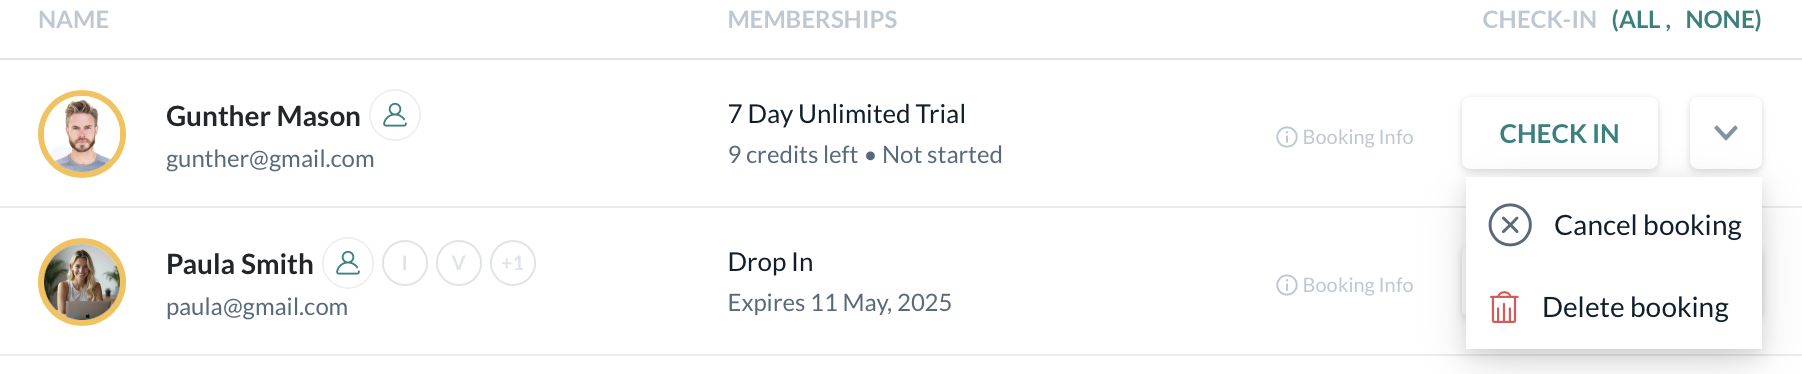 NAME MEMBERSHIPS CHECK-IN (ALL , NONE)
Gunther Mason 7 Day Unlimited Trial
gunther@gmail.com 9 credits left • Not started
Booking Info CHECK IN
Cancel booking
Paula Smith I V +1 Drop In
paula@gmail.com Expires 11 May, 2025
Booking Info
Delete booking